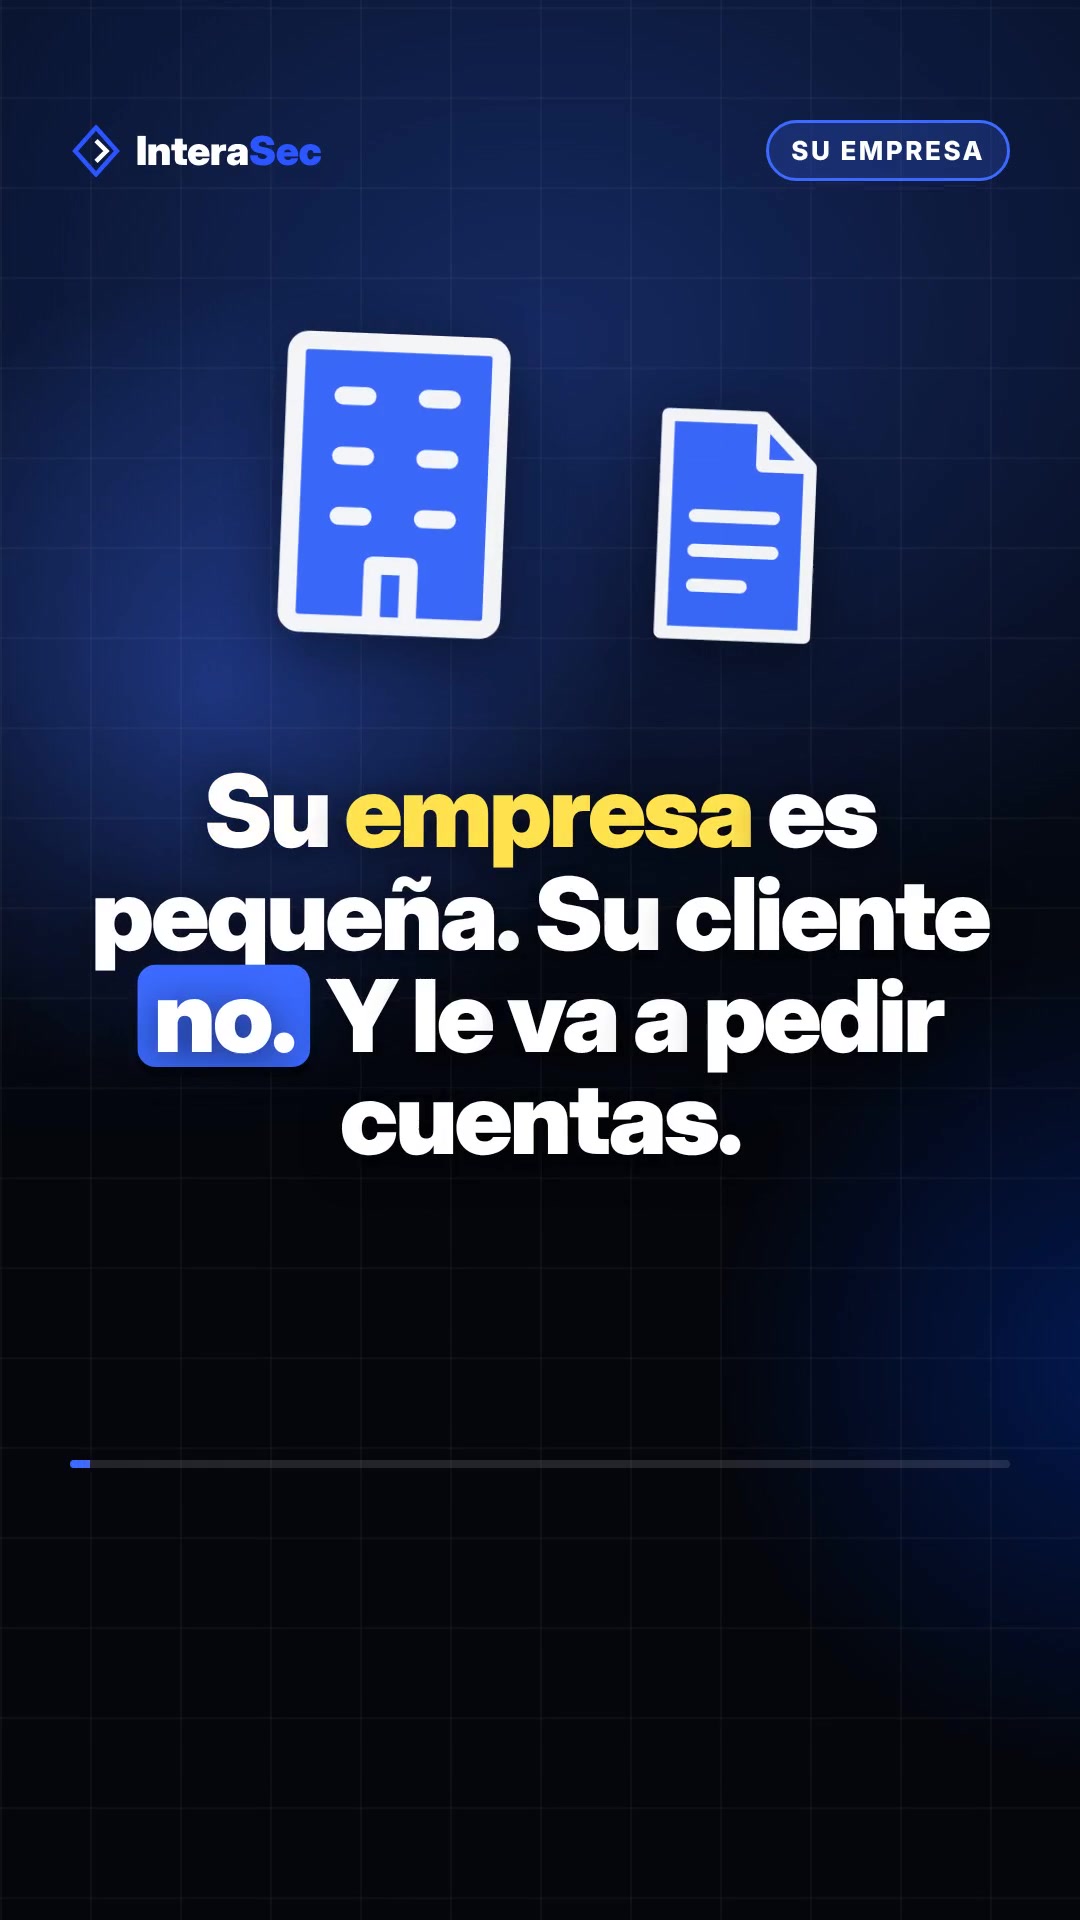 InteraSec
SU EMPRESA
Su empresa es
pequeña. Su cliente
no. Y le va a pedir
cuentas.